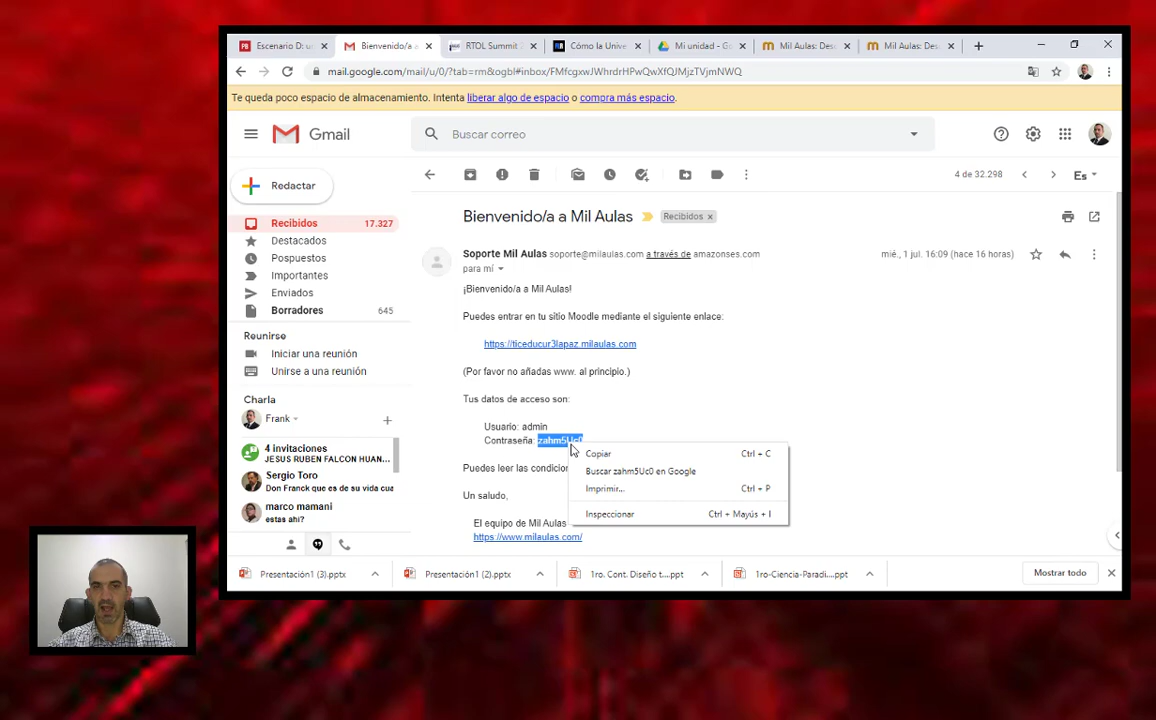 Escenario D: u
Bienvenido/a a
RTOL Summit
Cómo la Unive
Mi unidad - Go
Mil Aulas: Des
Mil Aulas: Des
mail.google.com/mail/u/0/?tab=rm&ogbl#inbox/FMfcgxwJWhrdrHPwQwXfQJMjzTVjmNWQ
Te queda poco espacio de almacenamiento. Intenta liberar algo de espacio o compra más espacio.
Gmail
Buscar correo
Redactar
4 de 32.298
Es
Bienvenido/a a Mil Aulas
Recibidos x
Recibidos 17.327
Destacados
Pospuestos
Importantes
Enviados
Borradores 645
Soporte Mil Aulas soporte@milaulas.com a través de amazonses.com
mié., 1 jul. 16:09 (hace 16 horas)
para mí
¡Bienvenido/a a Mil Aulas!
Puedes entrar en tu sitio Moodle mediante el siguiente enlace:
https://ticeducur3lapaz.milaulas.com
(Por favor no añadas www. al principio.)
Tus datos de acceso son:
Usuario: admin
Contraseña: zahm5Uc0
Puedes leer las condicion
Un saludo,
El equipo de Mil Aulas
https://www.milaulas.com/
Copiar Ctrl + C
Buscar zahm5Uc0 en Google
Imprimir... Ctrl + P
Inspeccionar Ctrl + Mayús + I
Reunirse
Iniciar una reunión
Unirse a una reunión
Charla
Frank
4 invitaciones
JESUS RUBEN FALCON HUAN...
Sergio Toro
Don Franck que es de su vida cua
marco mamani
estas ahi?
Presentación1 (3).pptx
Presentación1 (2).pptx
1ro. Cont. Diseño t....ppt
1ro-Ciencia-Paradi....ppt
Mostrar todo